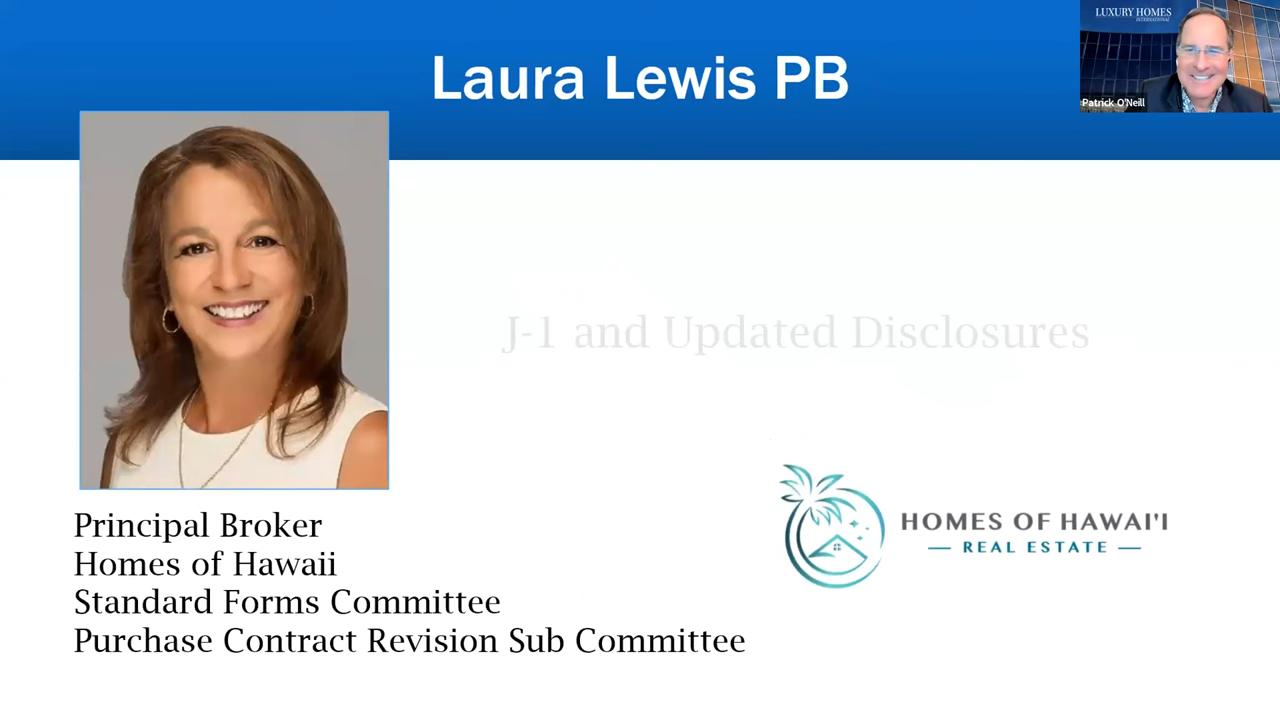 Laura Lewis PB
LUXURY HOMES
INTERNATIONAL
Patrick O'Neill
J-1 and Updated Disclosures
HOMES OF HAWAI'I
REAL ESTATE
Principal Broker
Homes of Hawaii
Standard Forms Committee
Purchase Contract Revision Sub Committee